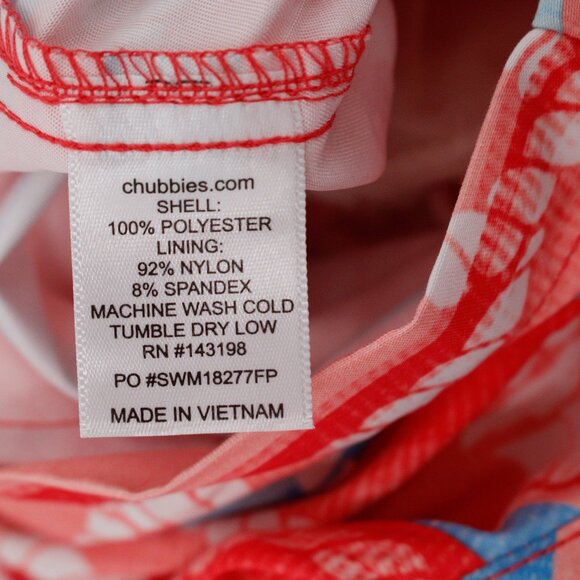 chubbies.com
SHELL:
100% POLYESTER
LINING:
92% NYLON
8% SPANDEX
MACHINE WASH COLD
TUMBLE DRY LOW
RN #143198
PO #SWM18277FP
MADE IN VIETNAM